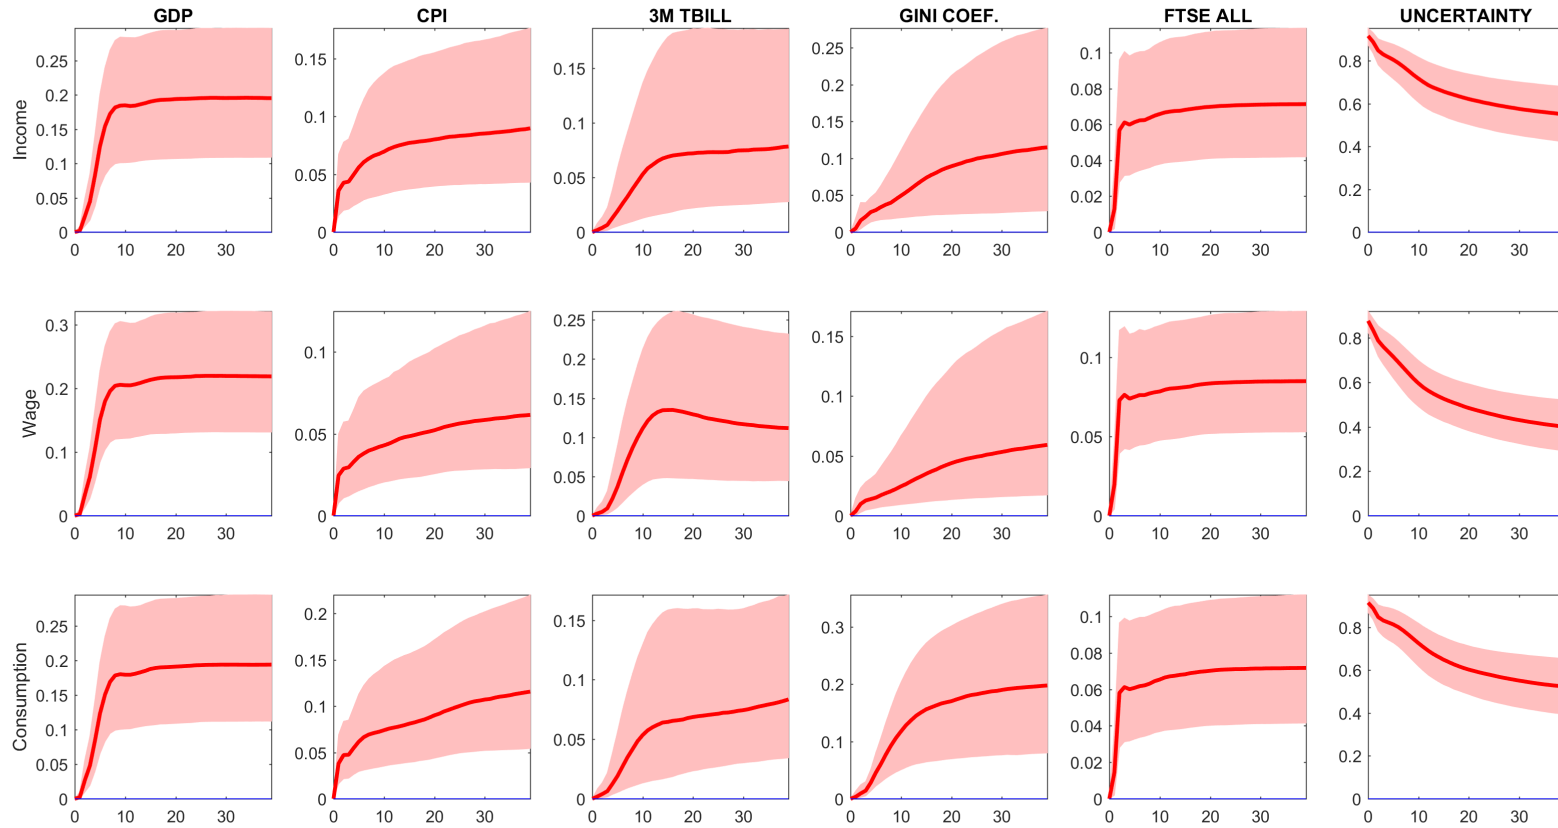 GDP CPI 3M TBILL GINI COEF. FTSE ALL UNCERTAINTY
Income
0 0.05 0.1 0.15 0.2 0.25
0 10 20 30
0 0.05 0.1 0.15
0 10 20 30
0 0.05 0.1 0.15
0 10 20 30
0 0.05 0.1 0.15 0.2 0.25
0 10 20 30
0 0.02 0.04 0.06 0.08 0.1
0 10 20 30
0 0.2 0.4 0.6 0.8
0 10 20 30
Wage
0 0.1 0.2 0.3
0 10 20 30
0 0.05 0.1
0 10 20 30
0 0.05 0.1 0.15 0.2 0.25
0 10 20 30
0 0.05 0.1 0.15
0 10 20 30
0 0.05 0.1
0 10 20 30
0 0.2 0.4 0.6 0.8
0 10 20 30
Consumption
0 0.05 0.1 0.15 0.2 0.25
0 10 20 30
0 0.05 0.1 0.15 0.2
0 10 20 30
0 0.05 0.1 0.15
0 10 20 30
0 0.1 0.2 0.3
0 10 20 30
0 0.02 0.04 0.06 0.08 0.1
0 10 20 30
0 0.2 0.4 0.6 0.8
0 10 20 30